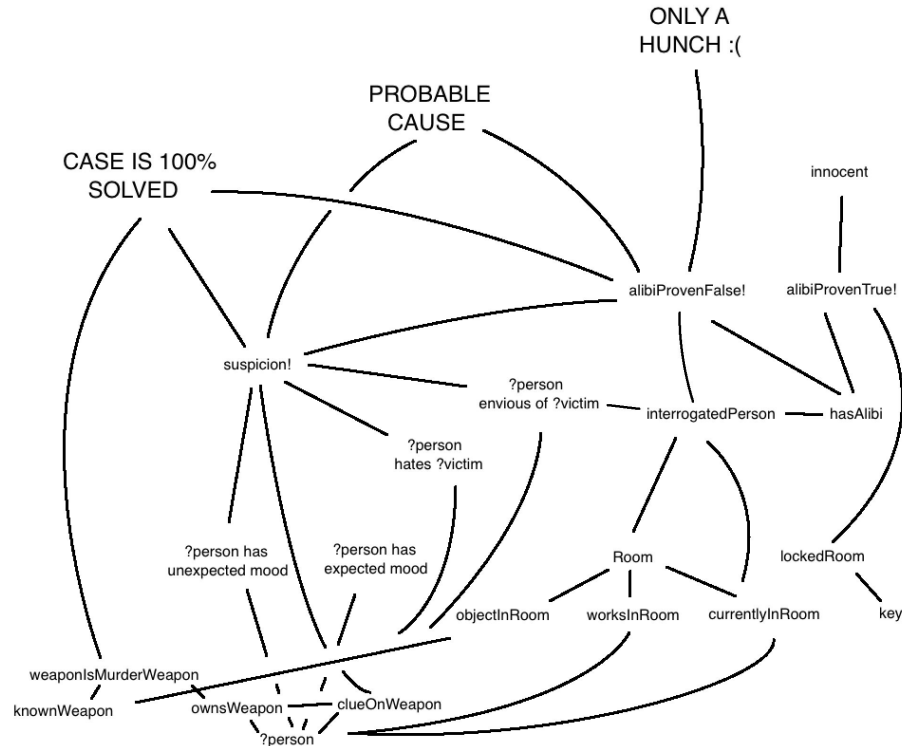 ONLY A
HUNCH :(
PROBABLE
CAUSE
CASE IS 100%
SOLVED
innocent
alibiProvenFalse!
alibiProvenTrue!
suspicion!
?person
envious of ?victim
interrogatedPerson
hasAlibi
?person
hates ?victim
?person has
unexpected mood
?person has
expected mood
Room
lockedRoom
objectInRoom
worksInRoom
currentlyInRoom
key
weaponIsMurderWeapon
knownWeapon
ownsWeapon
clueOnWeapon
?person